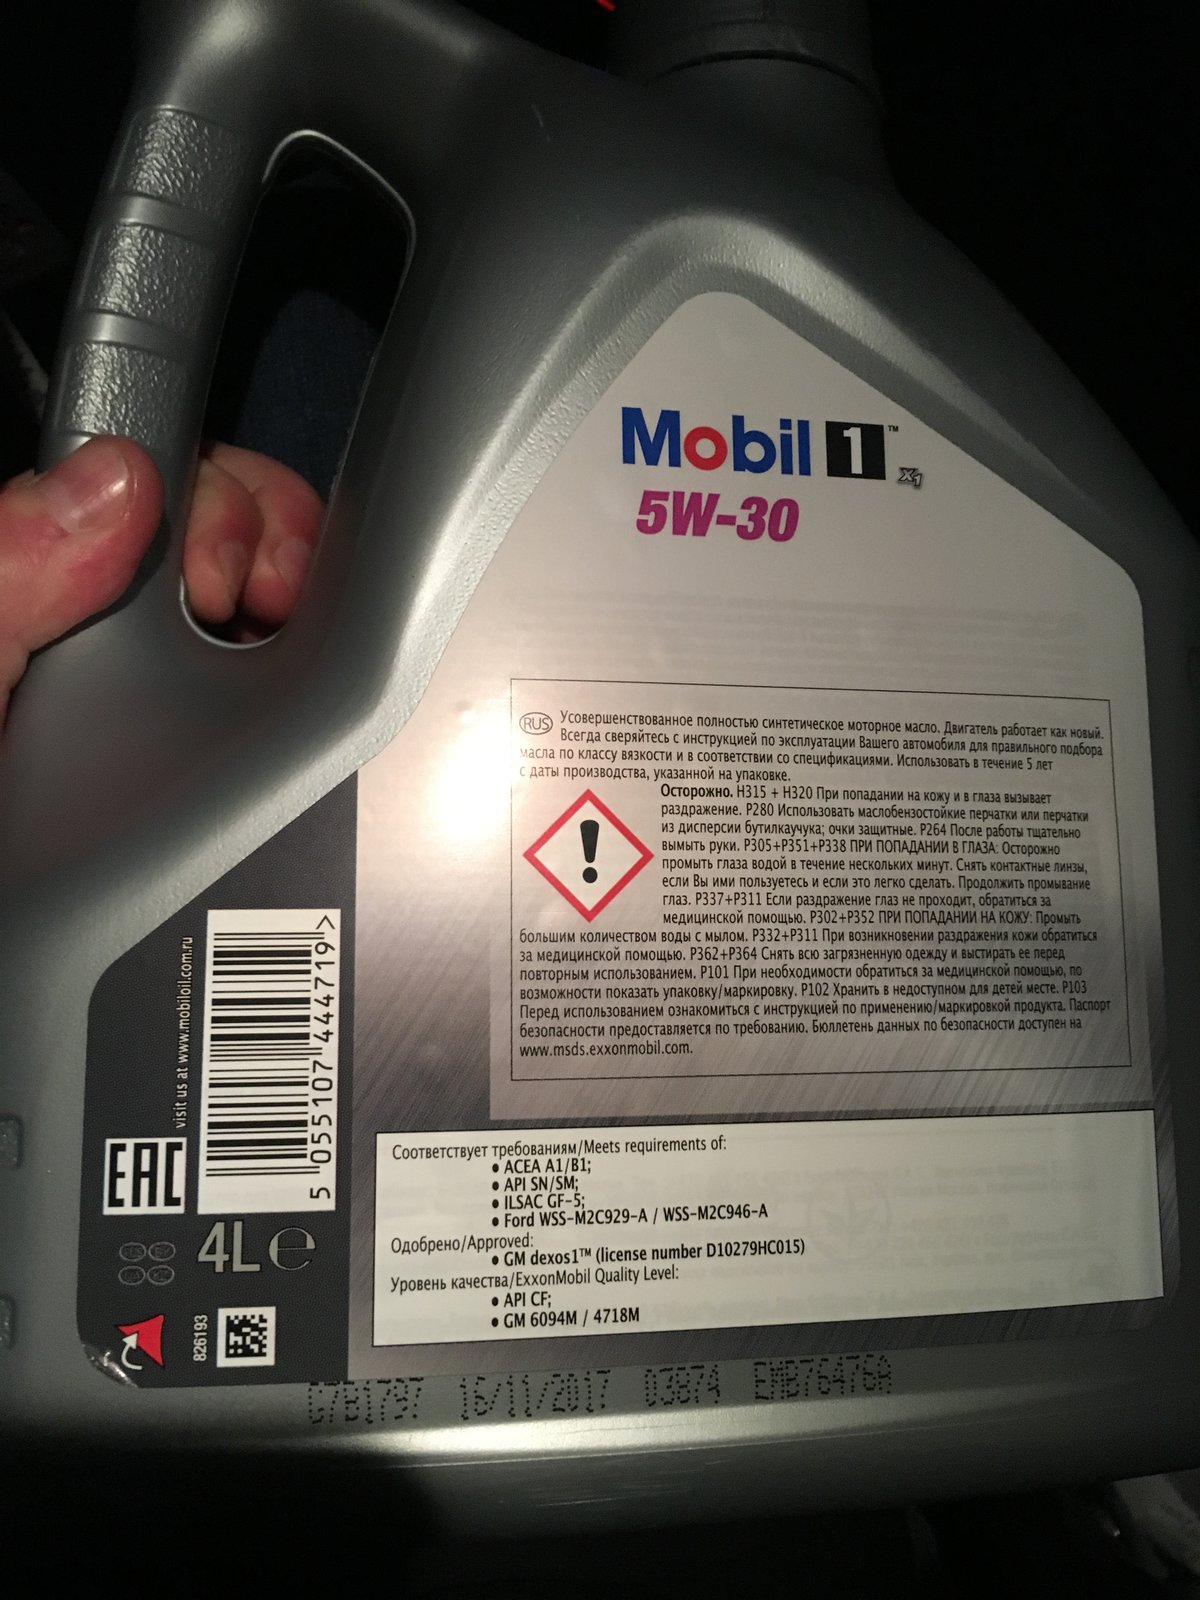 Mobil 1™
x1
5W-30
RUS Усовершенствованное полностью синтетическое моторное масло. Двигатель работает как новый.
Всегда сверяйтесь с инструкцией по эксплуатации Вашего автомобиля для правильного подбора
масла по классу вязкости и в соответствии со спецификациями. Использовать в течение 5 лет
с даты производства, указанной на упаковке.
Осторожно. H315 + H320 При попадании на кожу и в глаза вызывает
раздражение. P280 Использовать маслобензостойкие перчатки или перчатки
из дисперсии бутилкаучука; очки защитные. P264 После работы тщательно
вымыть руки. P305+P351+P338 ПРИ ПОПАДАНИИ В ГЛАЗА: Осторожно
промыть глаза водой в течение нескольких минут. Снять контактные линзы,
если Вы ими пользуетесь и если это легко сделать. Продолжить промывание
глаз. P337+P311 Если раздражение глаз не проходит, обратиться за
медицинской помощью. P302+P352 ПРИ ПОПАДАНИИ НА КОЖУ: Промыть
большим количеством воды с мылом. P332+P311 При возникновении раздражения кожи обратиться
за медицинской помощью. P362+P364 Снять всю загрязненную одежду и выстирать ее перед
повторным использованием. P101 При необходимости обратиться за медицинской помощью, по
возможности показать упаковку/маркировку. P102 Хранить в недоступном для детей месте. P103
Перед использованием ознакомиться с инструкцией по применению/маркировкой продукта. Паспорт
безопасности предоставляется по требованию. Бюллетень данных по безопасности доступен на
www.msds.exxonmobil.com.
visit us at www.mobiloil.com.ru
5 055107 444719 >
EAC
4L e
826193
Соответствует требованиям/Meets requirements of:
• ACEA A1/B1;
• API SN/SM;
• ILSAC GF-5;
• Ford WSS-M2C929-A / WSS-M2C946-A
Одобрено/Approved:
• GM dexos1™ (license number D10279HC015)
Уровень качества/ExxonMobil Quality Level:
• API CF;
• GM 6094M / 4718M
16/11/2017 03874 EMB76476A